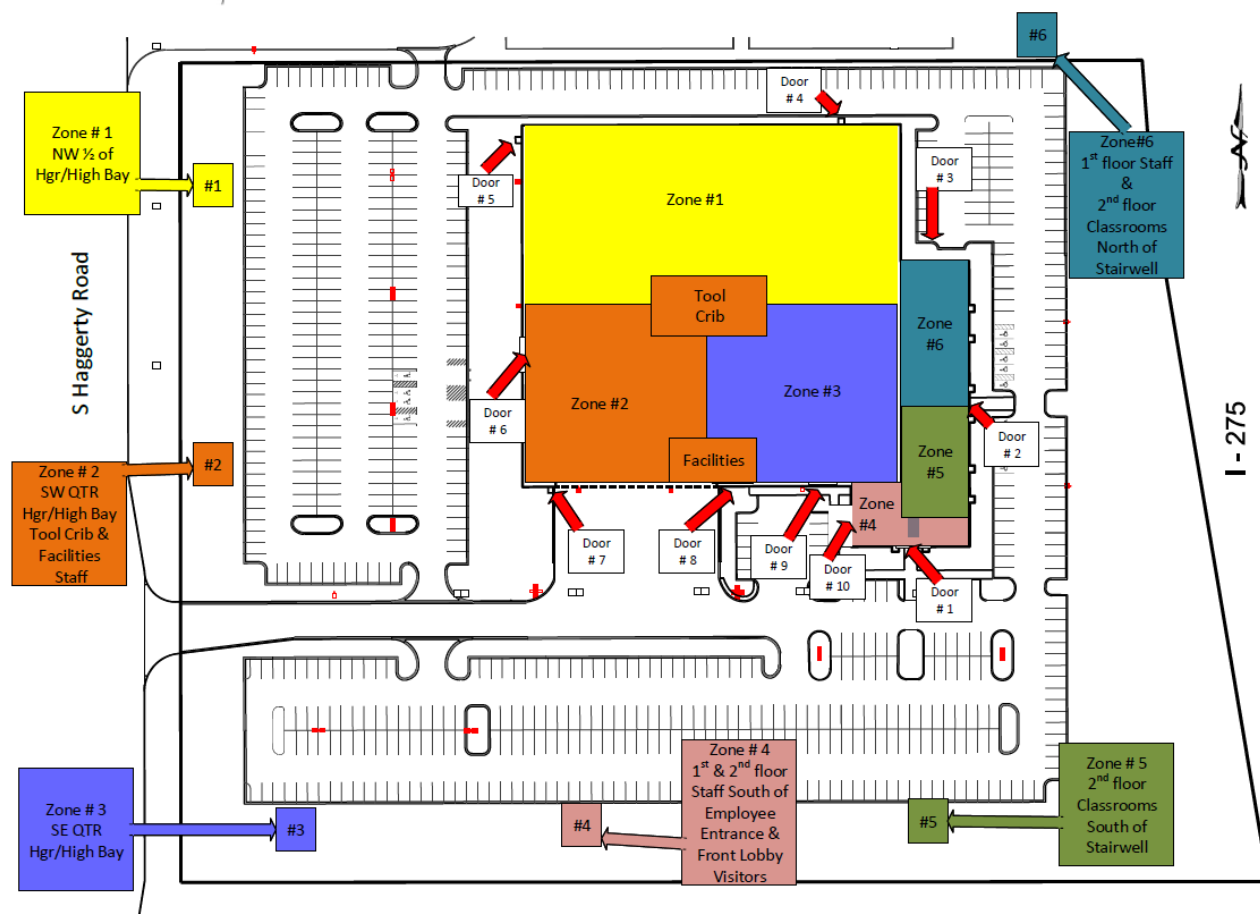 #6
Door
# 4
Zone # 1
NW ½ of
Hgr/High Bay
#1
Door
# 5
Zone #1
Door
# 3
Zone#6
1st floor Staff
&
2nd floor
Classrooms
North of
Stairwell
N
S Haggerty Road
Tool
Crib
Zone
#6
Zone #2
Zone #3
Door
# 6
Door
# 2
I - 275
Zone # 2
SW QTR
Hgr/High Bay
Tool Crib &
Facilities
Staff
#2
Facilities
Zone
#5
Zone
#4
Door
# 7
Door
# 8
Door
# 9
Door
# 10
Door
# 1
Zone # 3
SE QTR
Hgr/High Bay
#3
#4
Zone # 4
1st & 2nd floor
Staff South of
Employee
Entrance &
Front Lobby
Visitors
#5
Zone # 5
2nd floor
Classrooms
South of
Stairwell